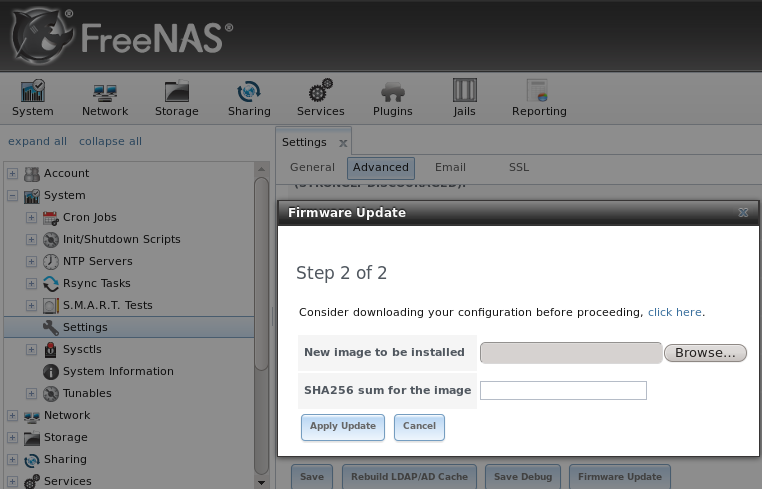 FreeNAS®
System Network Storage Sharing Services Plugins Jails Reporting
expand all collapse all
Account
System
Cron Jobs
Init/Shutdown Scripts
NTP Servers
Rsync Tasks
S.M.A.R.T. Tests
Settings
Sysctls
System Information
Tunables
Network
Storage
Sharing
Services
Settings x
General Advanced Email SSL
Firmware Update
Step 2 of 2
Consider downloading your configuration before proceeding, click here.
New image to be installed Browse...
SHA256 sum for the image
Apply Update Cancel
Save Rebuild LDAP/AD Cache Save Debug Firmware Update